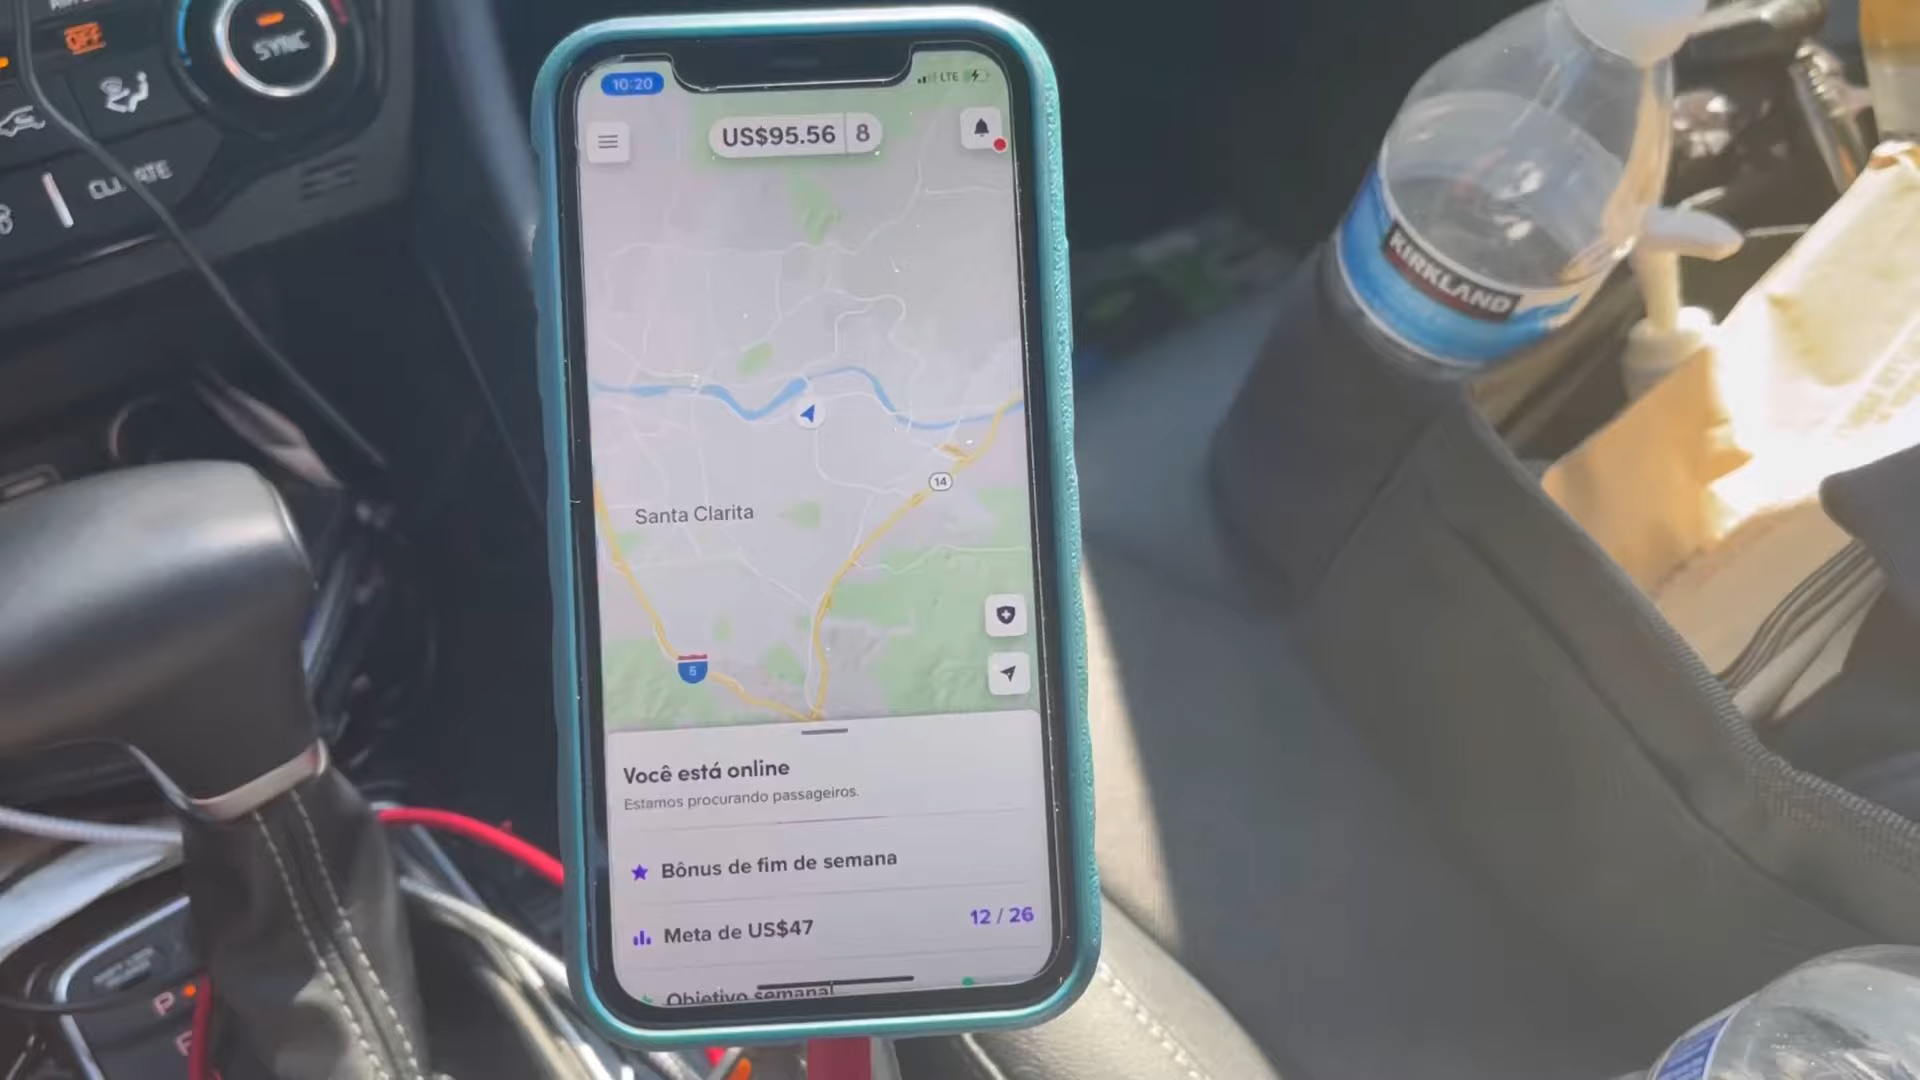 OFF
SYNC
CLIMATE
10:20
LTE
US$95.56 8
KIRKLAND
14
Santa Clarita
5
Você está online
Estamos procurando passageiros.
Bônus de fim de semana
Meta de US$47
12 / 26
Objetivo semanal
P